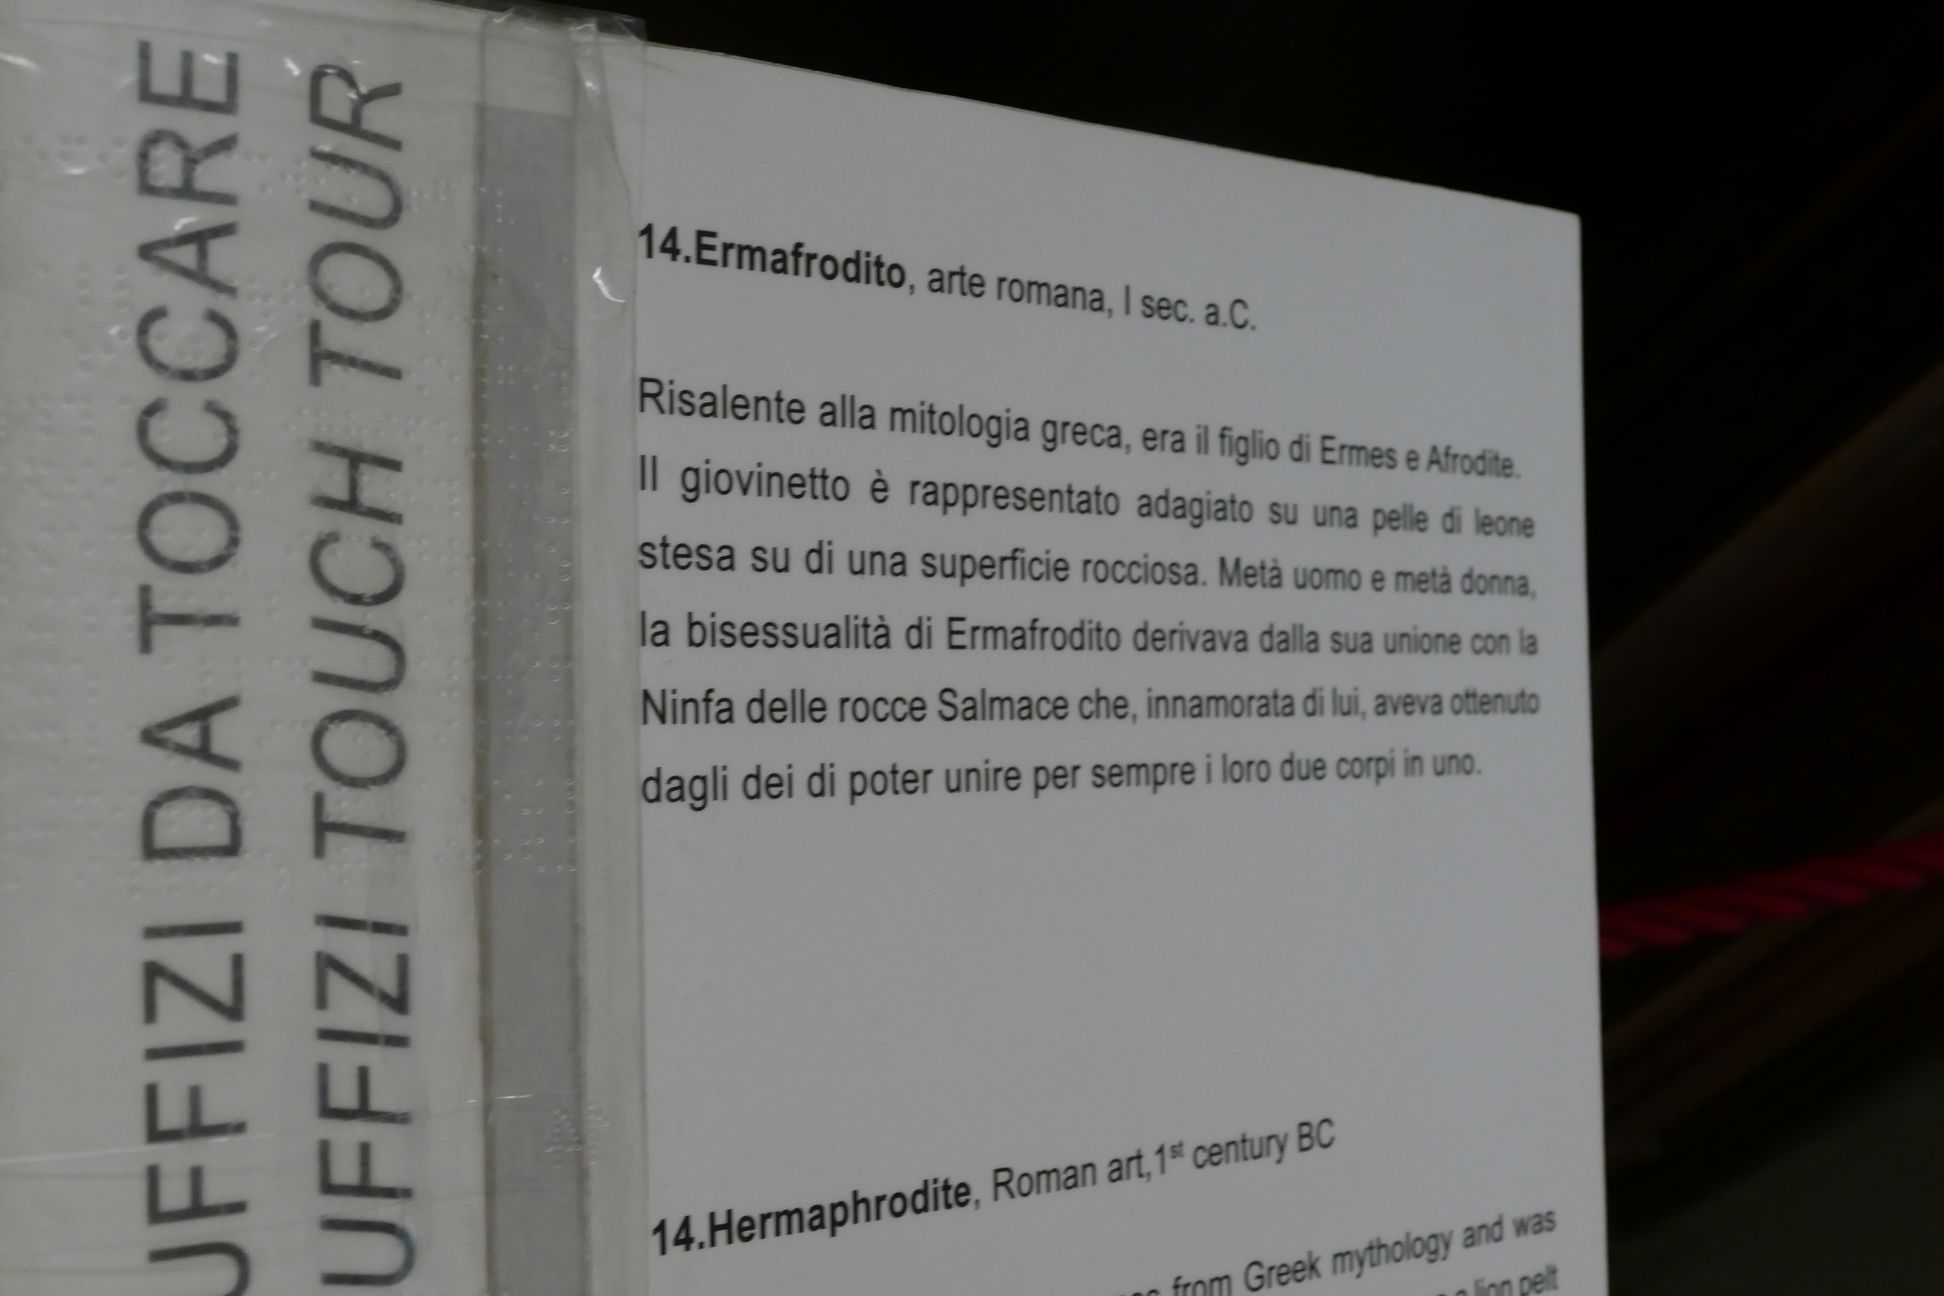 UFFIZI DA TOCCARE
UFFIZI TOUCH TOUR
14.Ermafrodito, arte romana, I sec. a.C.
Risalente alla mitologia greca, era il figlio di Ermes e Afrodite.
Il giovinetto è rappresentato adagiato su una pelle di leone
stesa su di una superficie rocciosa. Metà uomo e metà donna,
la bisessualità di Ermafrodito derivava dalla sua unione con la
Ninfa delle rocce Salmace che, innamorata di lui, aveva ottenuto
dagli dei di poter unire per sempre i loro due corpi in uno.
14.Hermaphrodite, Roman art,1st century BC
from Greek mythology and was
lion pelt